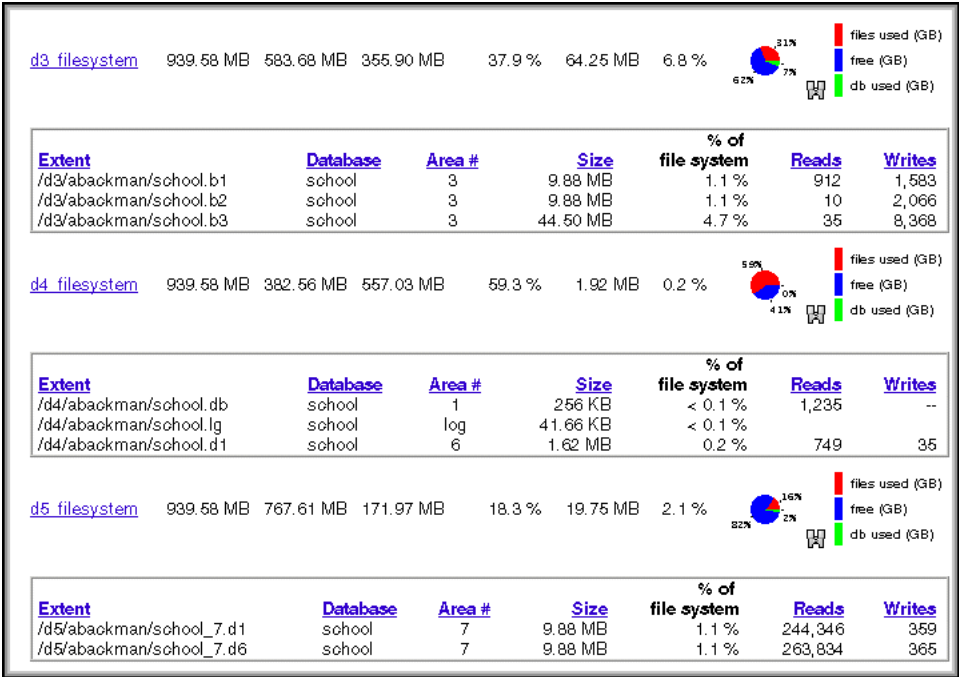 files used (GB)
d3 filesystem 939.58 MB 583.68 MB 355.90 MB 37.9 % 64.25 MB 6.8 % 31% 7% 62% free (GB)
db used (GB)
% of
Extent Database Area # Size file system Reads Writes
/d3/abackman/school.b1 school 3 9.88 MB 1.1 % 912 1,583
/d3/abackman/school.b2 school 3 9.88 MB 1.1 % 10 2,066
/d3/abackman/school.b3 school 3 44.50 MB 4.7 % 35 8,368
files used (GB)
d4 filesystem 939.58 MB 382.56 MB 557.03 MB 59.3 % 1.92 MB 0.2 % 59% 0% 41% free (GB)
db used (GB)
% of
Extent Database Area # Size file system Reads Writes
/d4/abackman/school.db school 1 256 KB < 0.1 % 1,235 --
/d4/abackman/school.lg school log 41.66 KB < 0.1 %
/d4/abackman/school.d1 school 6 1.62 MB 0.2 % 749 35
files used (GB)
d5 filesystem 939.58 MB 767.61 MB 171.97 MB 18.3 % 19.75 MB 2.1 % 16% 2% 82% free (GB)
db used (GB)
% of
Extent Database Area # Size file system Reads Writes
/d5/abackman/school_7.d1 school 7 9.88 MB 1.1 % 244,346 359
/d5/abackman/school_7.d6 school 7 9.88 MB 1.1 % 263,834 365